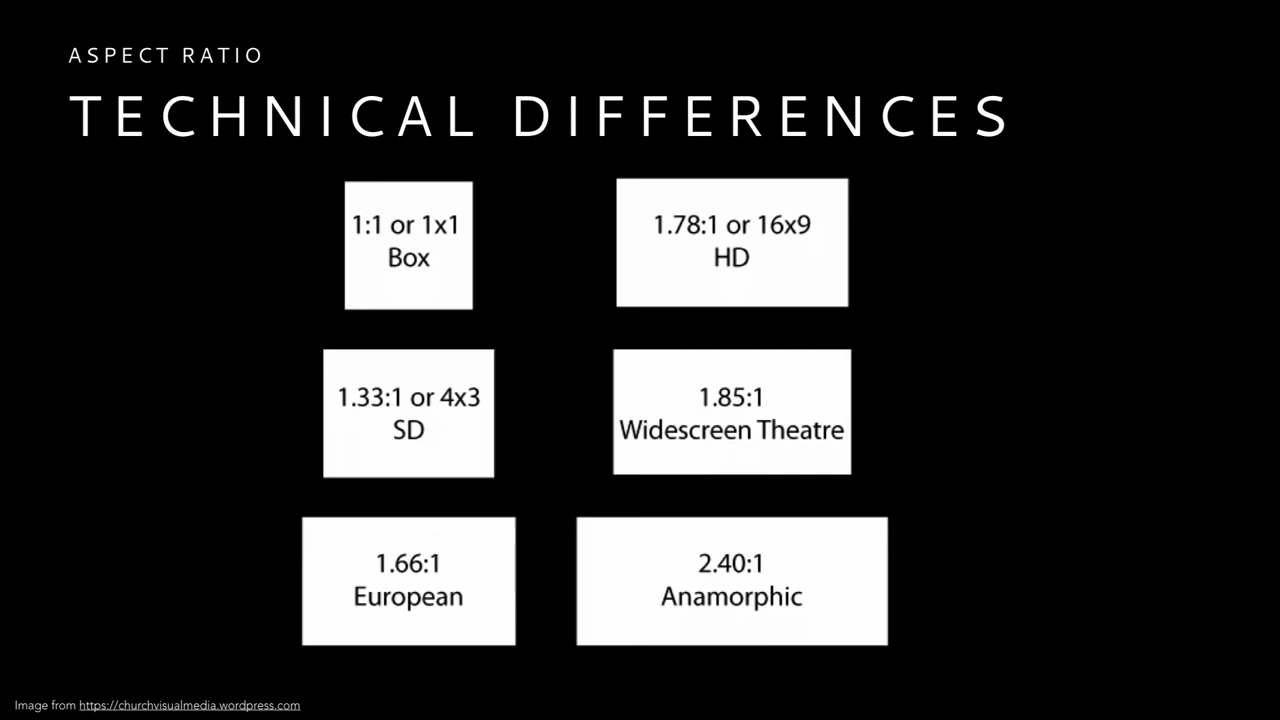 ASPECT RATIO
TECHNICAL DIFFERENCES
1:1 or 1x1
Box
1.78:1 or 16x9
HD
1.33:1 or 4x3
SD
1.85:1
Widescreen Theatre
1.66:1
European
2.40:1
Anamorphic
Image from https://churchvisualmedia.wordpress.com